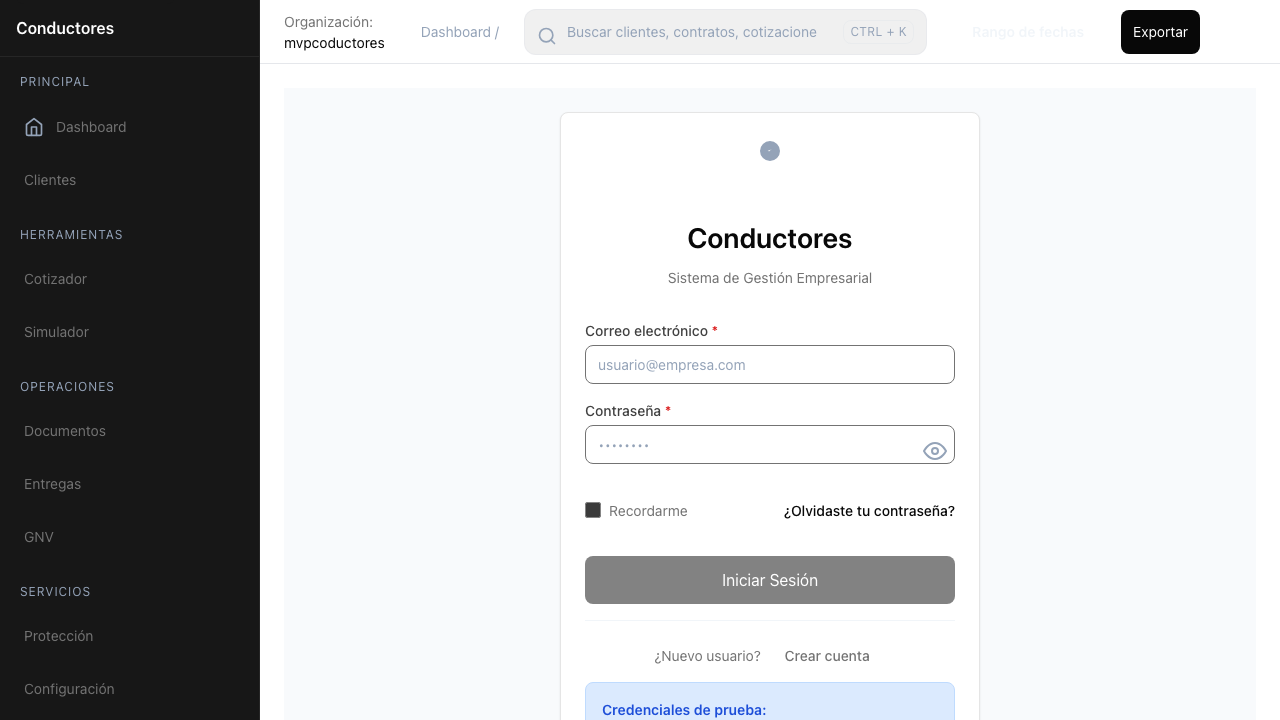 Conductores
PRINCIPAL
Dashboard
Clientes
HERRAMIENTAS
Cotizador
Simulador
OPERACIONES
Documentos
Entregas
GNV
SERVICIOS
Protección
Configuración
Organización:
mvpcoductores
Dashboard /
Buscar clientes, contratos, cotizacione
CTRL + K
Rango de fechas
Exportar
Conductores
Sistema de Gestión Empresarial
Correo electrónico *
usuario@empresa.com
Contraseña *
••••••••
Recordarme
¿Olvidaste tu contraseña?
Iniciar Sesión
¿Nuevo usuario? Crear cuenta
Credenciales de prueba: